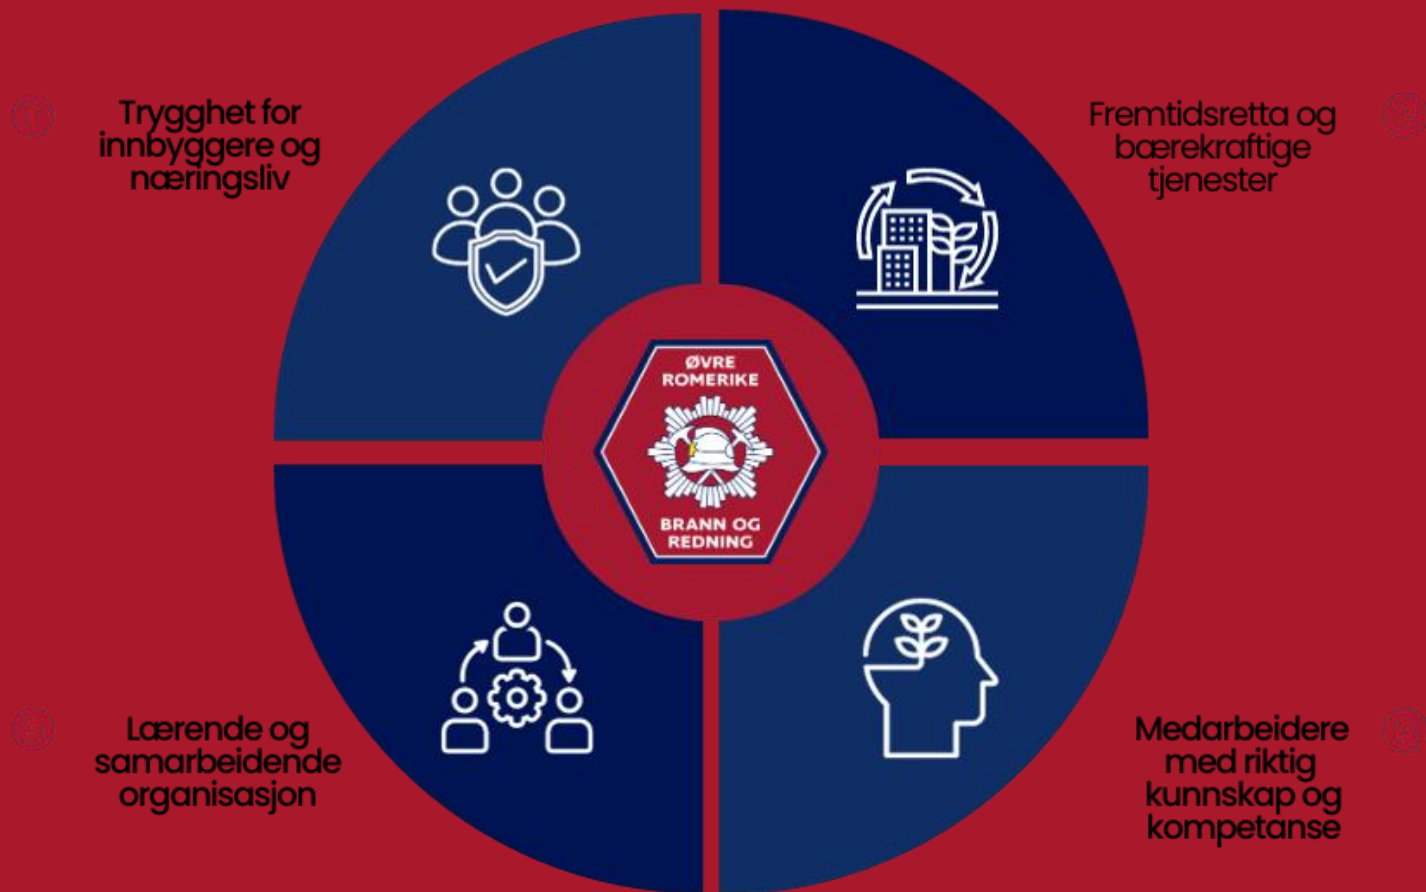 Trygghet for
innbyggere og
næringsliv
Fremtidsretta og
bærekraftige
tjenester
ØVRE
ROMERIKE
BRANN OG
REDNING
Lærende og
samarbeidende
organisasjon
Medarbeidere
med riktig
kunnskap og
kompetanse